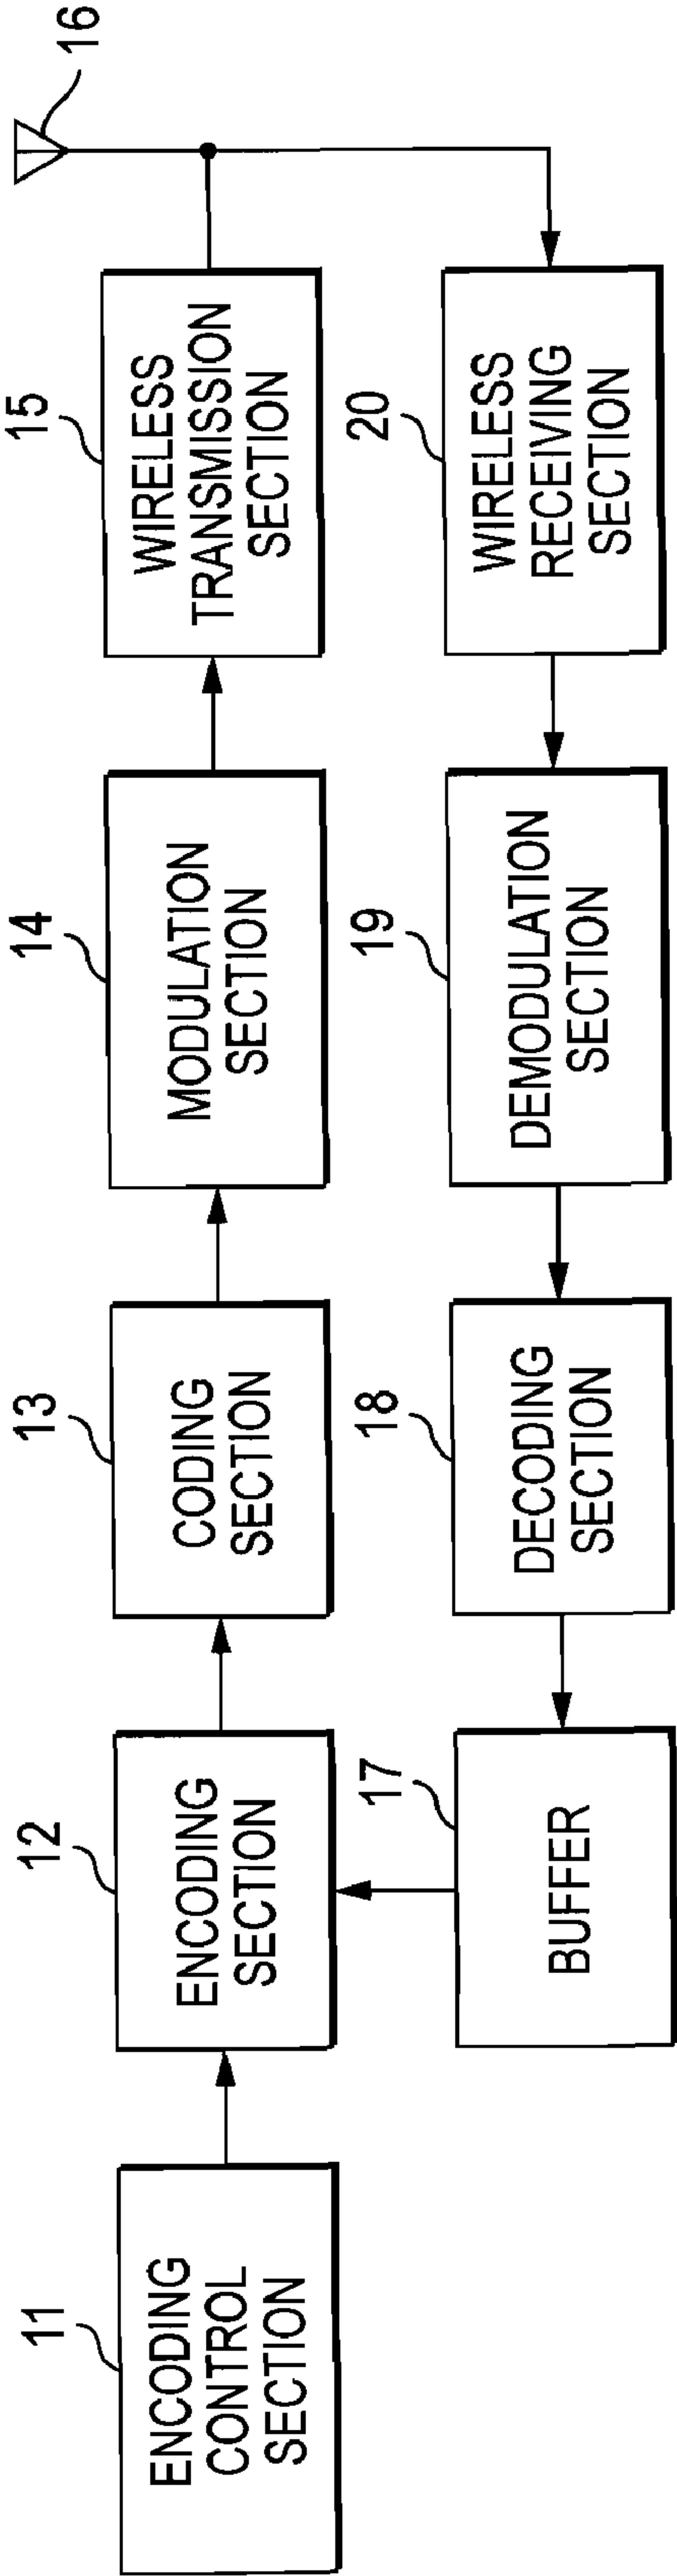 16
15
WIRELESS
TRANSMISSION
SECTION
20
WIRELESS
RECEIVING
SECTION
14
MODULATION
SECTION
19
DEMODULATION
SECTION
13
CODING
SECTION
18
DECODING
SECTION
12
ENCODING
SECTION
17
BUFFER
11
ENCODING
CONTROL
SECTION